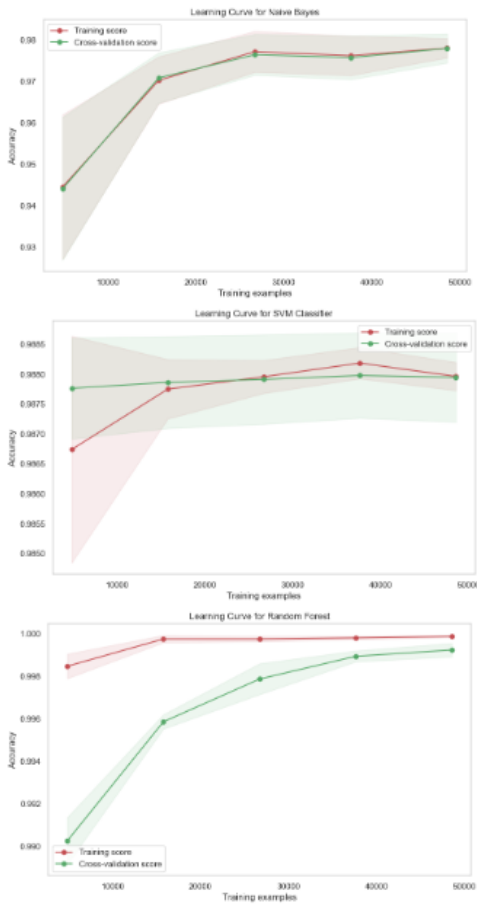 Learning Curve for Naive Bayes
Training score
Cross-validation score
0.98
0.97
0.96
0.95
0.94
0.93
Accuracy
10000 20000 30000 40000 50000
Training examples
Learning Curve for SVM Classifier
Training score
Cross-validation score
0.9885
0.9880
0.9875
0.9870
0.9865
0.9860
0.9855
0.9850
Accuracy
10000 20000 30000 40000 50000
Training examples
Learning Curve for Random Forest
1.000
0.998
0.996
0.994
0.992
0.990
Accuracy
Training score
Cross-validation score
10000 20000 30000 40000 50000
Training examples